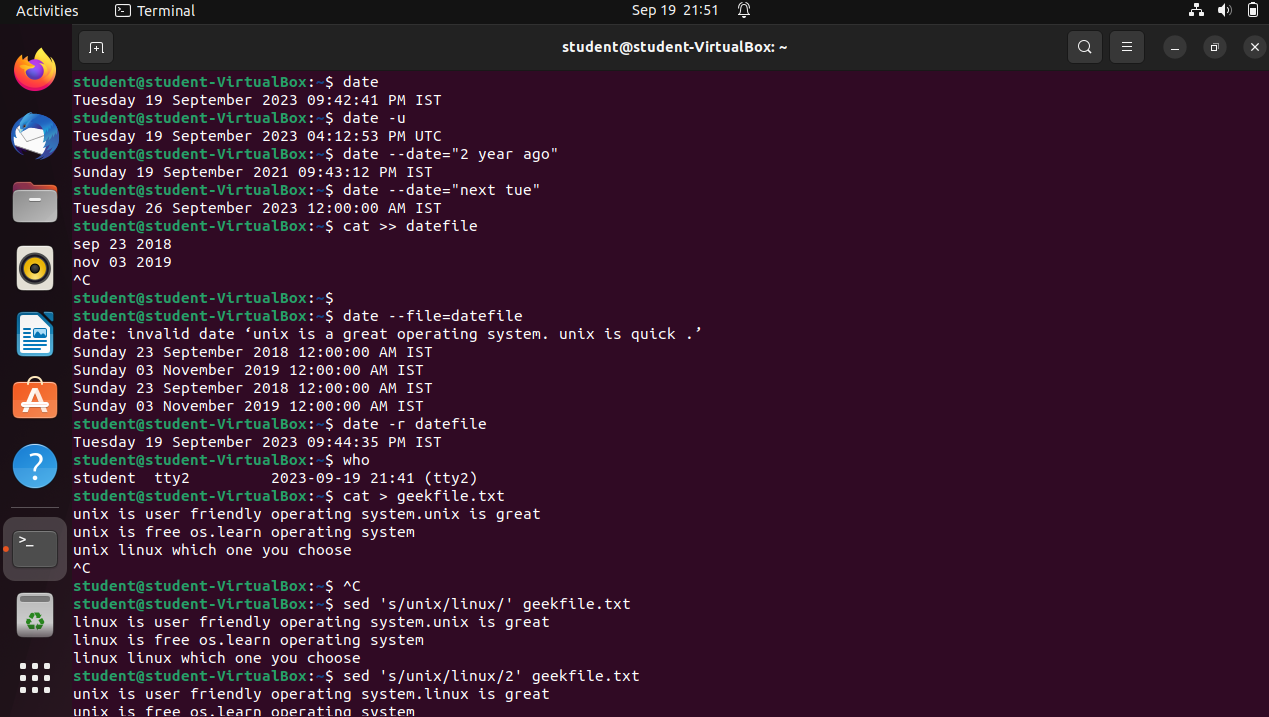 Activities
Terminal
Sep 19 21:51
student@student-VirtualBox: ~
student@student-VirtualBox:~$ date
Tuesday 19 September 2023 09:42:41 PM IST
student@student-VirtualBox:~$ date -u
Tuesday 19 September 2023 04:12:53 PM UTC
student@student-VirtualBox:~$ date --date="2 year ago"
Sunday 19 September 2021 09:43:12 PM IST
student@student-VirtualBox:~$ date --date="next tue"
Tuesday 26 September 2023 12:00:00 AM IST
student@student-VirtualBox:~$ cat >> datefile
sep 23 2018
nov 03 2019
^C
student@student-VirtualBox:~$
student@student-VirtualBox:~$ date --file=datefile
date: invalid date ‘unix is a great operating system. unix is quick .’
Sunday 23 September 2018 12:00:00 AM IST
Sunday 03 November 2019 12:00:00 AM IST
Sunday 23 September 2018 12:00:00 AM IST
Sunday 03 November 2019 12:00:00 AM IST
student@student-VirtualBox:~$ date -r datefile
Tuesday 19 September 2023 09:44:35 PM IST
student@student-VirtualBox:~$ who
student  tty2         2023-09-19 21:41 (tty2)
student@student-VirtualBox:~$ cat > geekfile.txt
unix is user friendly operating system.unix is great
unix is free os.learn operating system
unix linux which one you choose
^C
student@student-VirtualBox:~$ ^C
student@student-VirtualBox:~$ sed 's/unix/linux/' geekfile.txt
linux is user friendly operating system.unix is great
linux is free os.learn operating system
linux linux which one you choose
student@student-VirtualBox:~$ sed 's/unix/linux/2' geekfile.txt
unix is user friendly operating system.linux is great
unix is free os.learn operating system